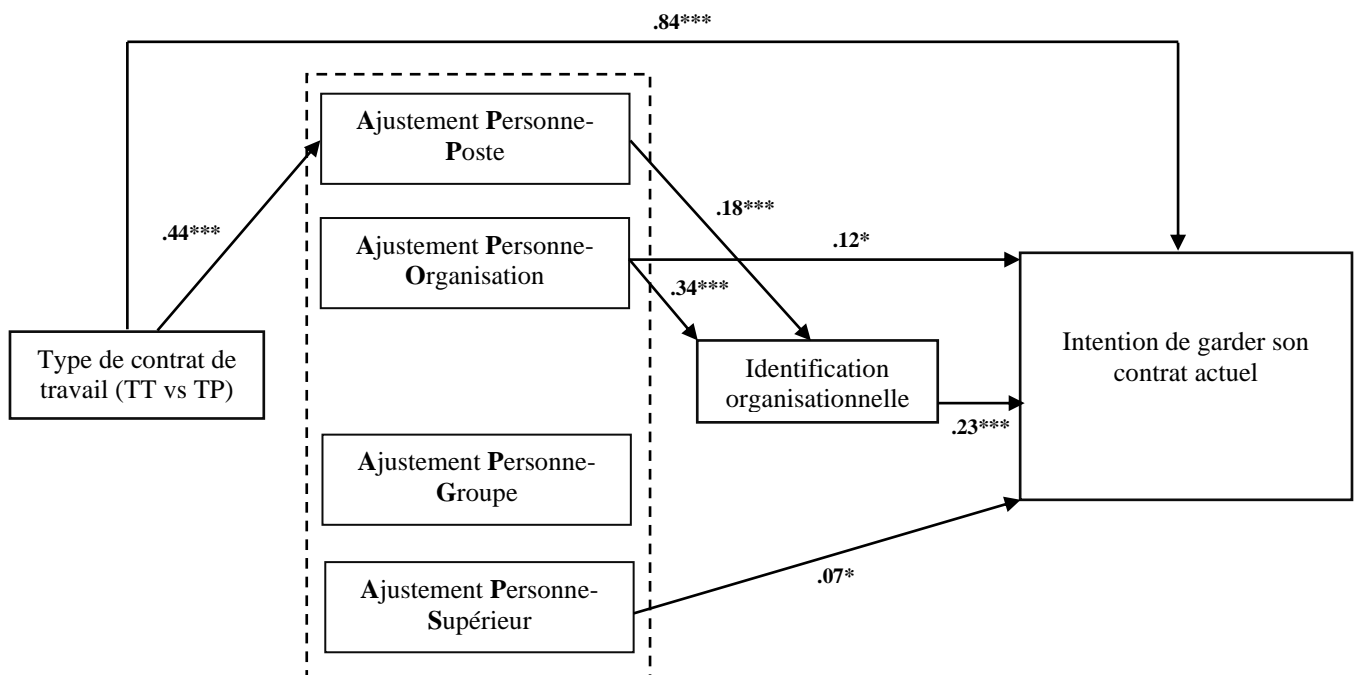 .84***
Ajustement Personne-
Poste
.44***
.18***
Ajustement Personne-
Organisation
.12*
.34***
Type de contrat de
travail (TT vs TP)
Identification
organisationnelle
Intention de garder son
contrat actuel
.23***
Ajustement Personne-
Groupe
Ajustement Personne-
Supérieur
.07*